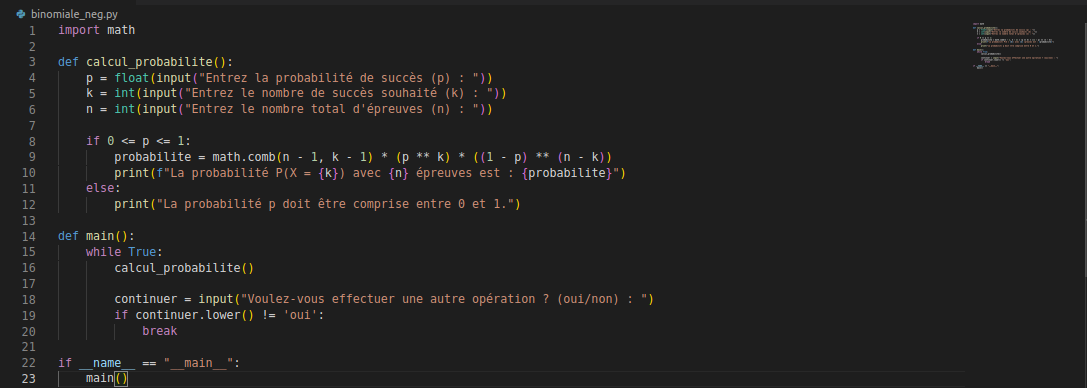 binomiale_neg.py
1 import math
2
3 def calcul_probabilite():
4     p = float(input("Entrez la probabilité de succès (p) : "))
5     k = int(input("Entrez le nombre de succès souhaité (k) : "))
6     n = int(input("Entrez le nombre total d'épreuves (n) : "))
7
8     if 0 <= p <= 1:
9         probabilite = math.comb(n - 1, k - 1) * (p ** k) * ((1 - p) ** (n - k))
10         print(f"La probabilité P(X = {k}) avec {n} épreuves est : {probabilite}")
11     else:
12         print("La probabilité p doit être comprise entre 0 et 1.")
13
14 def main():
15     while True:
16         calcul_probabilite()
17
18         continuer = input("Voulez-vous effectuer une autre opération ? (oui/non) : ")
19         if continuer.lower() != 'oui':
20             break
21
22 if __name__ == "__main__":
23     main()